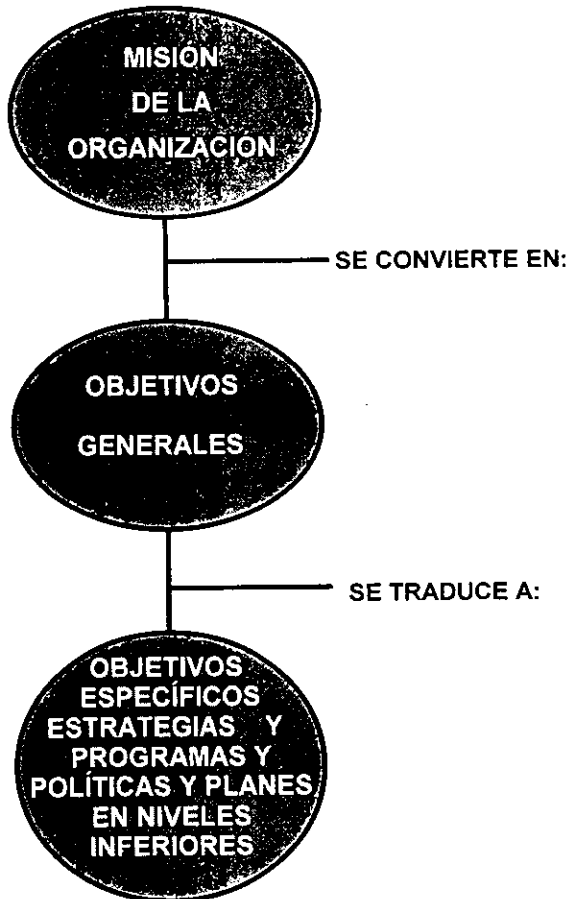 MISIÓN
DE LA
ORGANIZACIÓN
SE CONVIERTE EN:
OBJETIVOS
GENERALES
SE TRADUCE A:
OBJETIVOS
ESPECÍFICOS
ESTRATEGIAS Y
PROGRAMAS Y
POLÍTICAS Y PLANES
EN NIVELES
INFERIORES